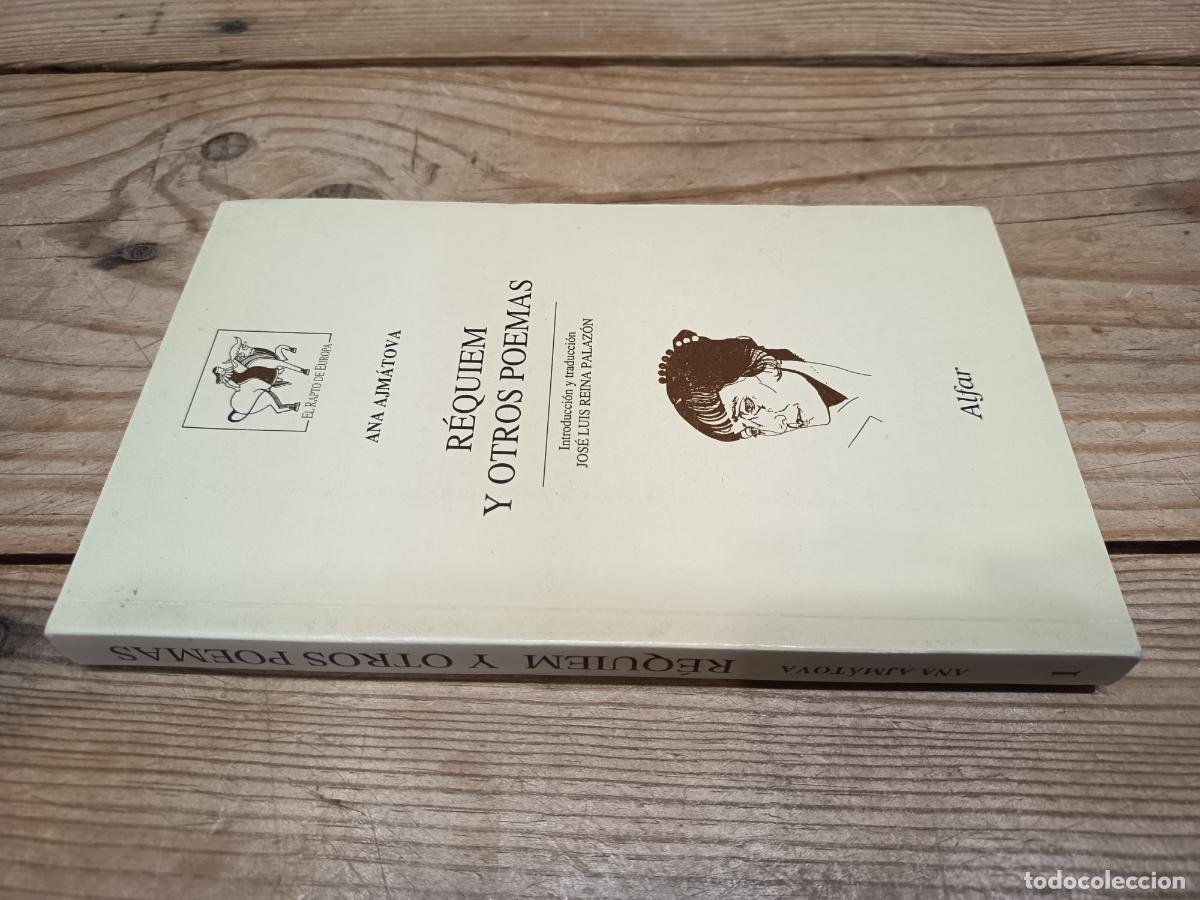 EL RAPTO DE EUROPA
ANA AJMÁTOVA
RÉQUIEM
Y OTROS POEMAS
Introducción y traducción
JOSÉ LUIS REINA PALAZÓN
Alfar
1
ANA AJMÁTOVA
RÉQUIEM Y OTROS POEMAS
todocoleccion